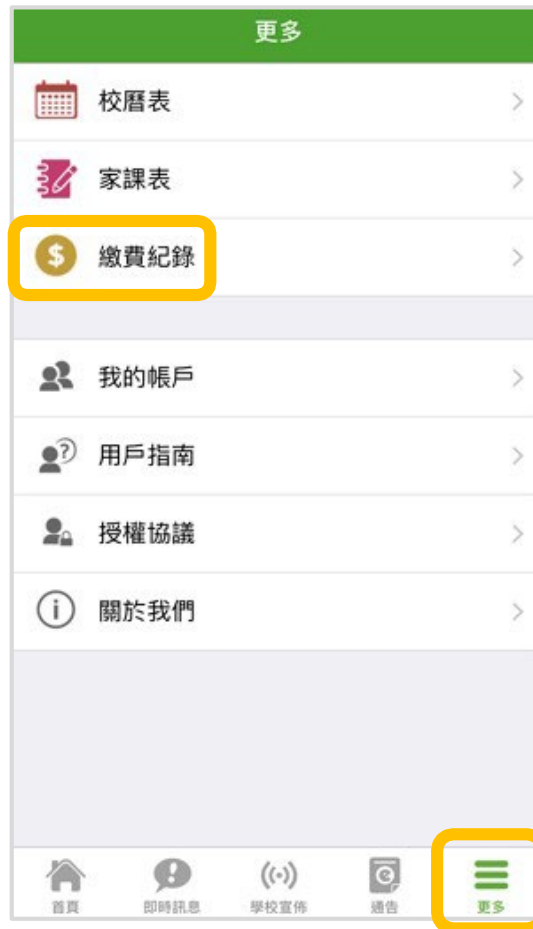 更多
校曆表
家課表
繳費紀錄
我的帳戶
用戶指南
授權協議
關於我們
首頁
即時訊息
學校宣佈
通告
更多